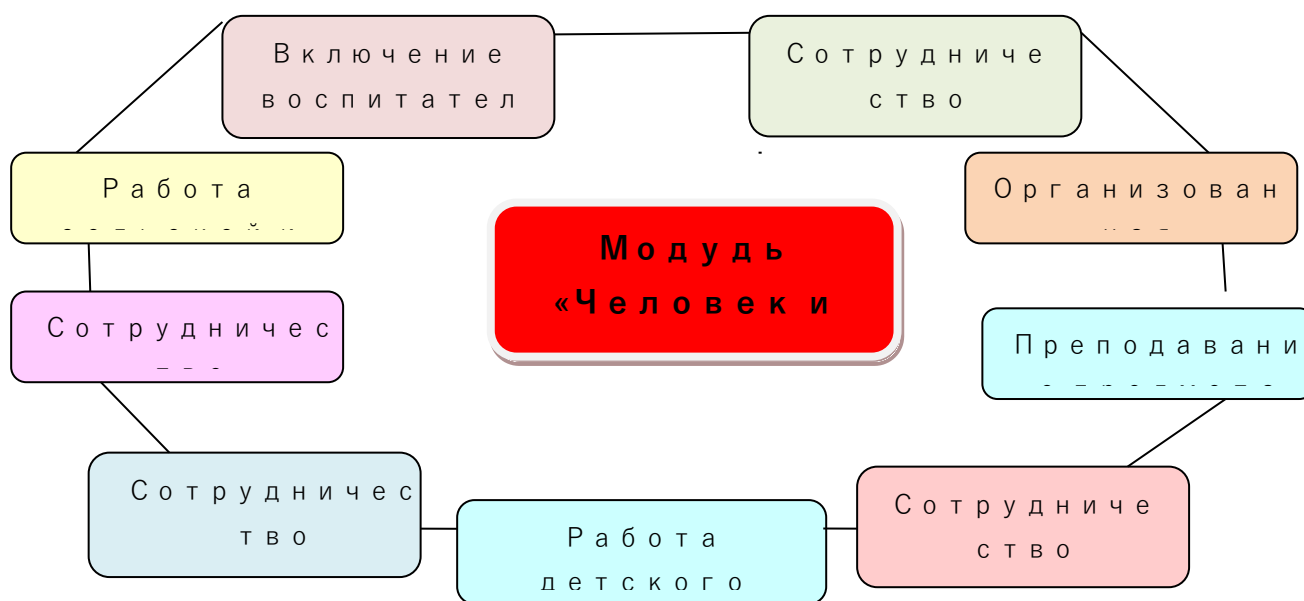 Включение
воспитател
Сотрудниче
ство
Работа
Организован
Модудь
«Человек и
Сотрудничес
Преподавани
Сотрудничес
тво
Работа
детского
Сотрудниче
ство